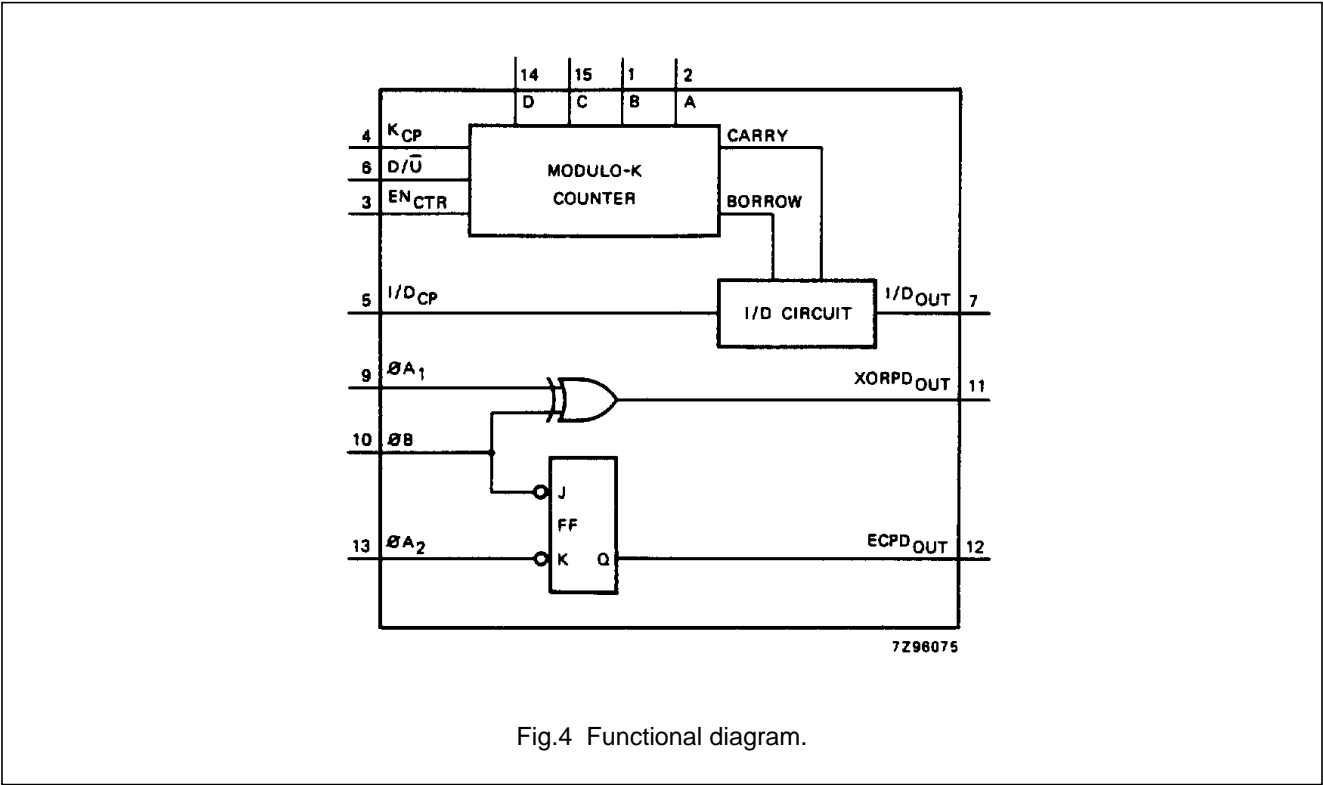 14 15 1 2
D C B A
4 KCP
6 D/Ū
3 ENCTR
MODULO-K
COUNTER
CARRY
BORROW
5 I/DCP
I/D CIRCUIT
I/DOUT 7
9 ØA1
XORPDOUT 11
10 ØB
J
FF
13 ØA2
K Q
ECPDOUT 12
7Z96075
Fig.4 Functional diagram.